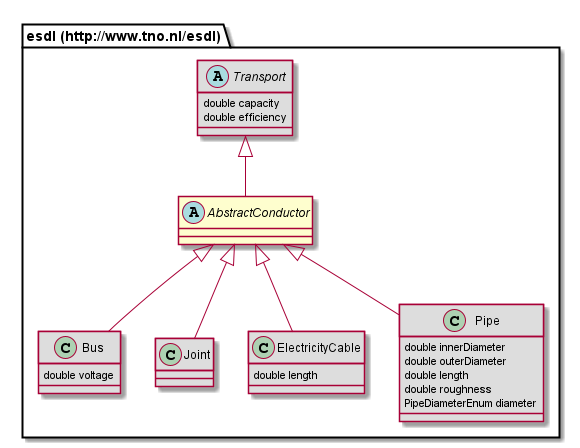 esdl (http://www.tno.nl/esdl)
A Transport
double capacity
double efficiency
A AbstractConductor
C Bus
double voltage
C Joint
C ElectricityCable
double length
C Pipe
double innerDiameter
double outerDiameter
double length
double roughness
PipeDiameterEnum diameter